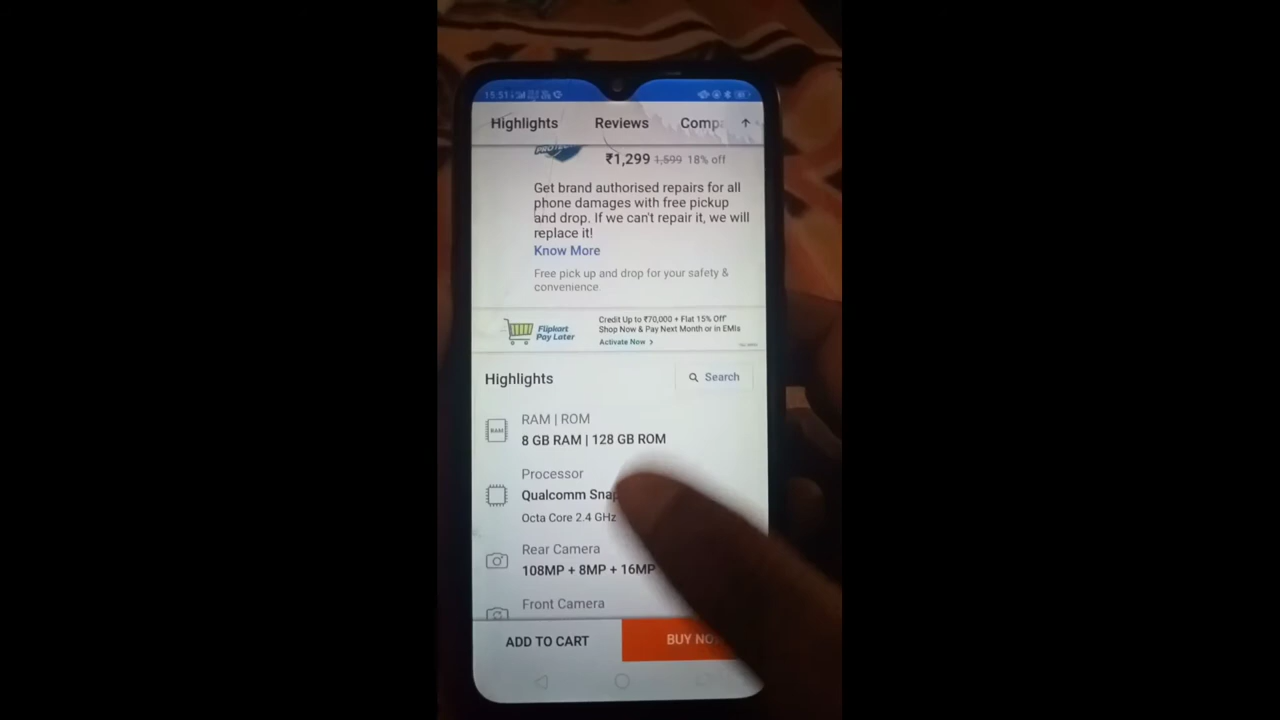 15:51
Highlights Reviews Comp
₹1,299 1,599 18% off
Get brand authorised repairs for all
phone damages with free pickup
and drop. If we can't repair it, we will
replace it!
Know More
Free pick up and drop for your safety &
convenience.
Flipkart
Pay Later
Credit Up to ₹70,000 + Flat 15% Off*
Shop Now & Pay Next Month or in EMIs
Activate Now >
Highlights
Search
RAM | ROM
RAM
8 GB RAM | 128 GB ROM
Processor
Qualcomm Snap
Octa Core 2.4 GHz
Rear Camera
108MP + 8MP + 16MP
Front Camera
ADD TO CART
BUY NO